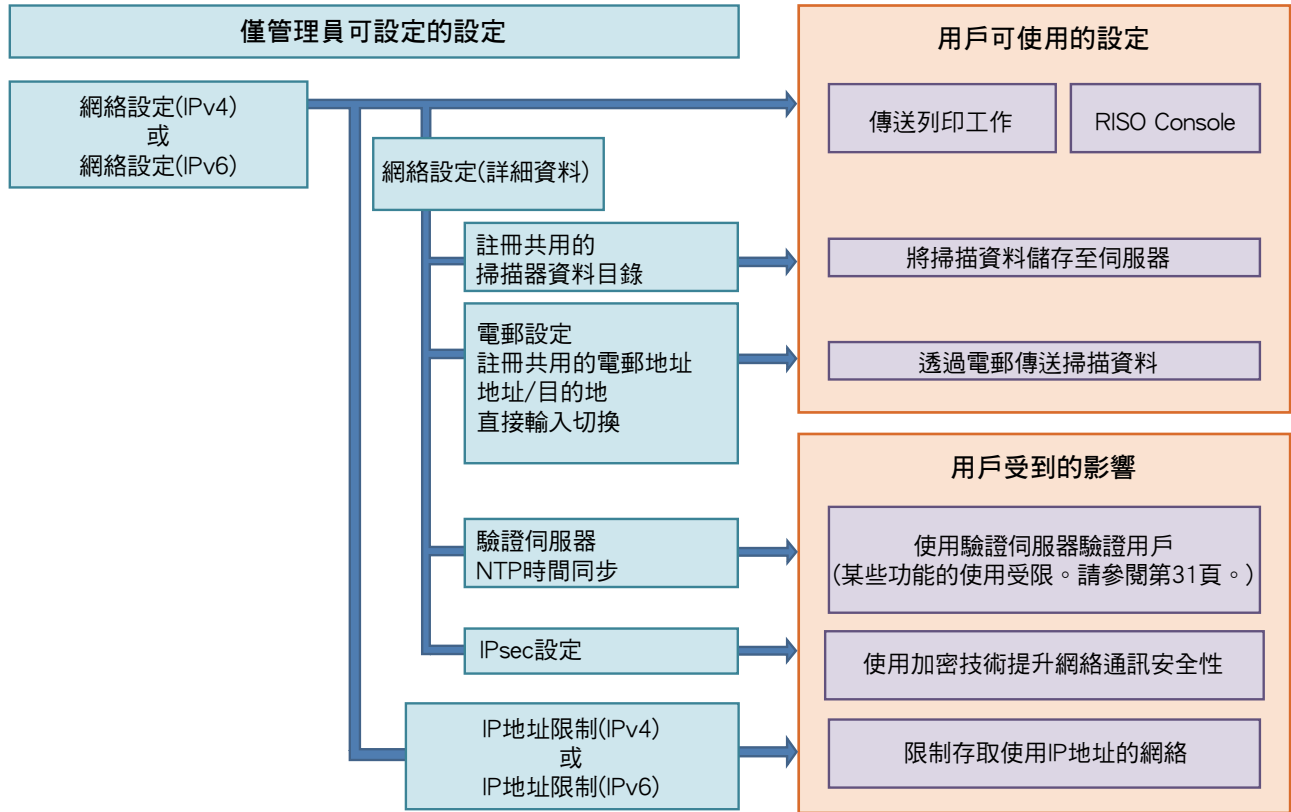 僅管理員可設定的設定
用戶可使用的設定
網絡設定(IPv4)
或
網絡設定(IPv6)
傳送列印工作
RISO Console
網絡設定(詳細資料)
註冊共用的
掃描器資料目錄
將掃描資料儲存至伺服器
電郵設定
註冊共用的電郵地址
地址/目的地
直接輸入切換
透過電郵傳送掃描資料
用戶受到的影響
驗證伺服器
NTP時間同步
使用驗證伺服器驗證用戶
(某些功能的使用受限。請參閱第31頁。)
IPsec設定
使用加密技術提升網絡通訊安全性
IP地址限制(IPv4)
或
IP地址限制(IPv6)
限制存取使用IP地址的網絡